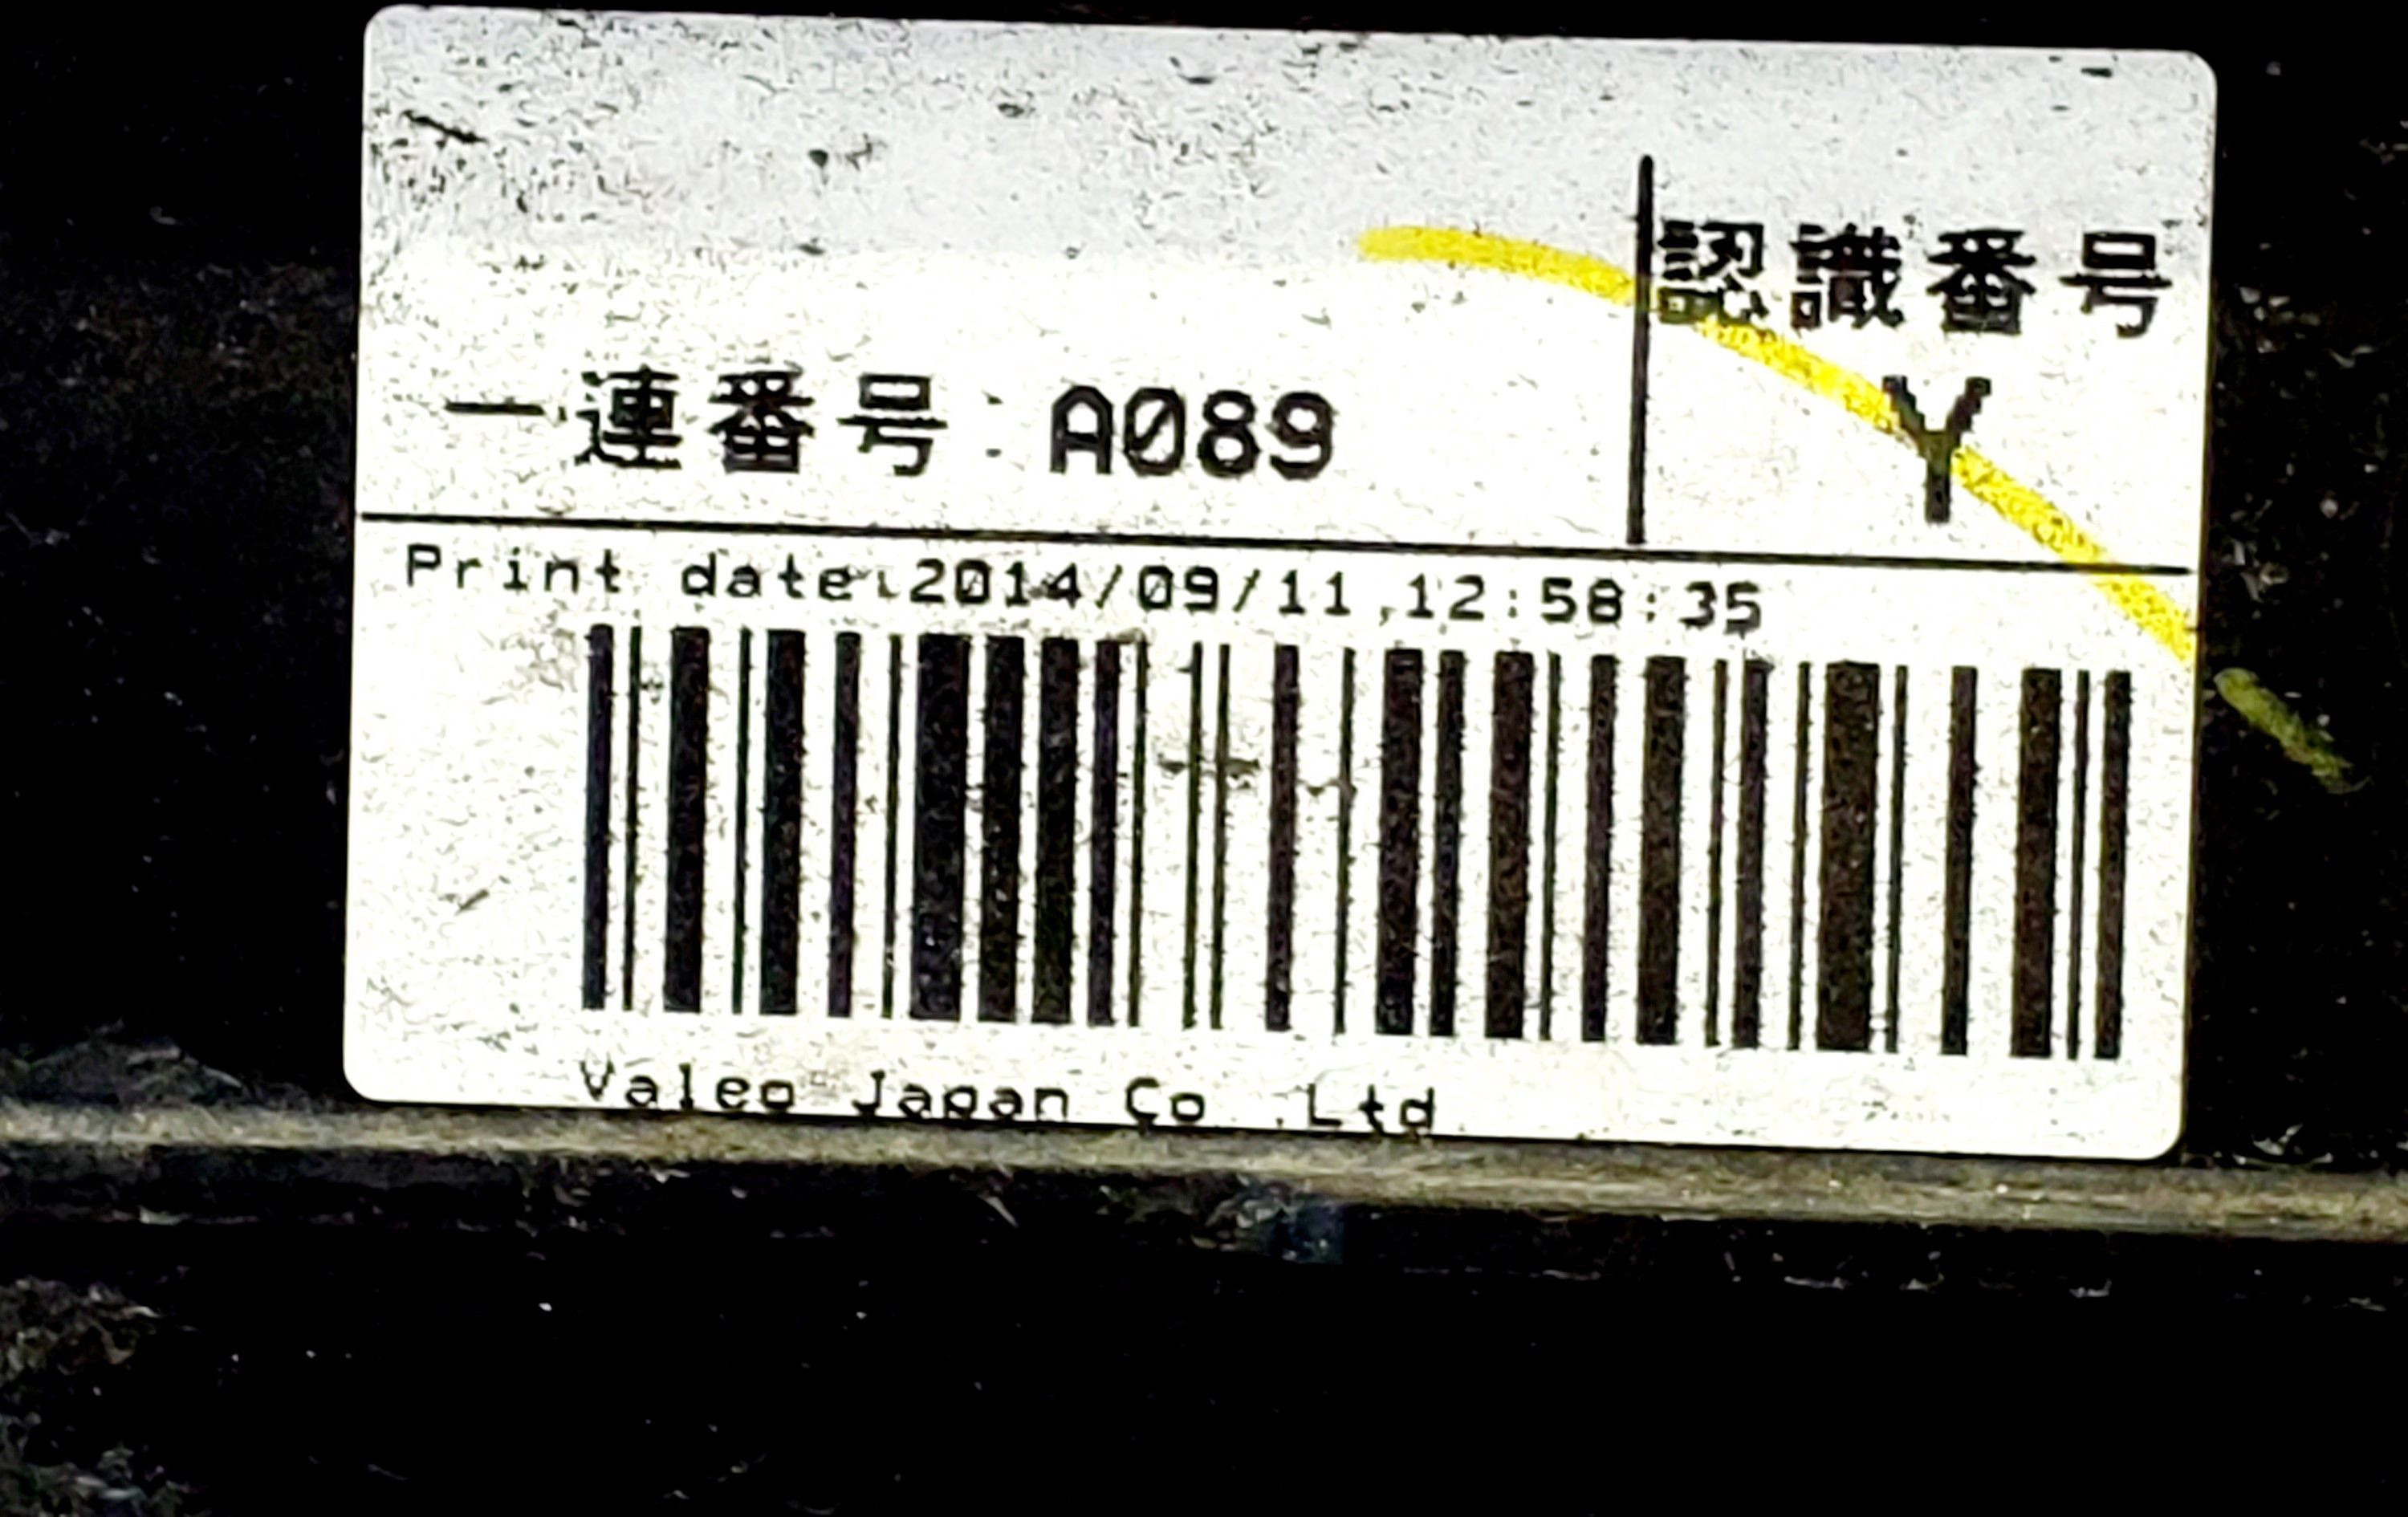 認識番号
一連番号:A089
Y
Print date:2014/09/11,12:58:35
Valeo Japan Co.,Ltd